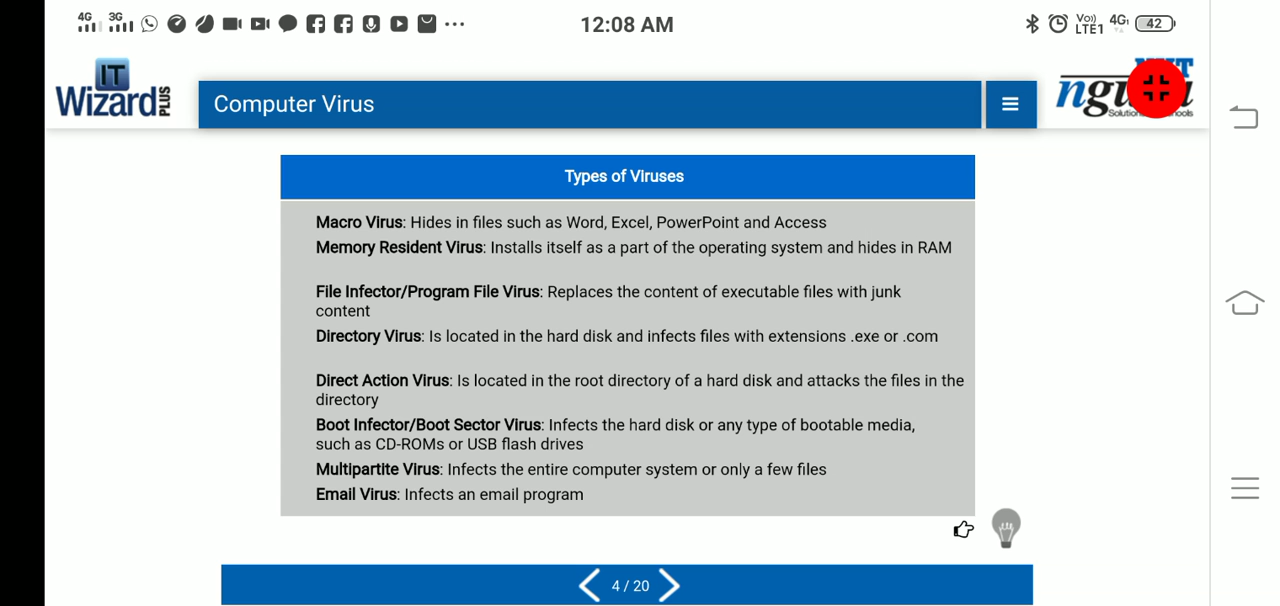 4G 3G 12:08 AM Vo)) LTE1 4G 42
IT
Wizard PLUS
Computer Virus
Types of Viruses
Macro Virus: Hides in files such as Word, Excel, PowerPoint and Access
Memory Resident Virus: Installs itself as a part of the operating system and hides in RAM
File Infector/Program File Virus: Replaces the content of executable files with junk
content
Directory Virus: Is located in the hard disk and infects files with extensions .exe or .com
Direct Action Virus: Is located in the root directory of a hard disk and attacks the files in the
directory
Boot Infector/Boot Sector Virus: Infects the hard disk or any type of bootable media,
such as CD-ROMs or USB flash drives
Multipartite Virus: Infects the entire computer system or only a few files
Email Virus: Infects an email program
4 / 20